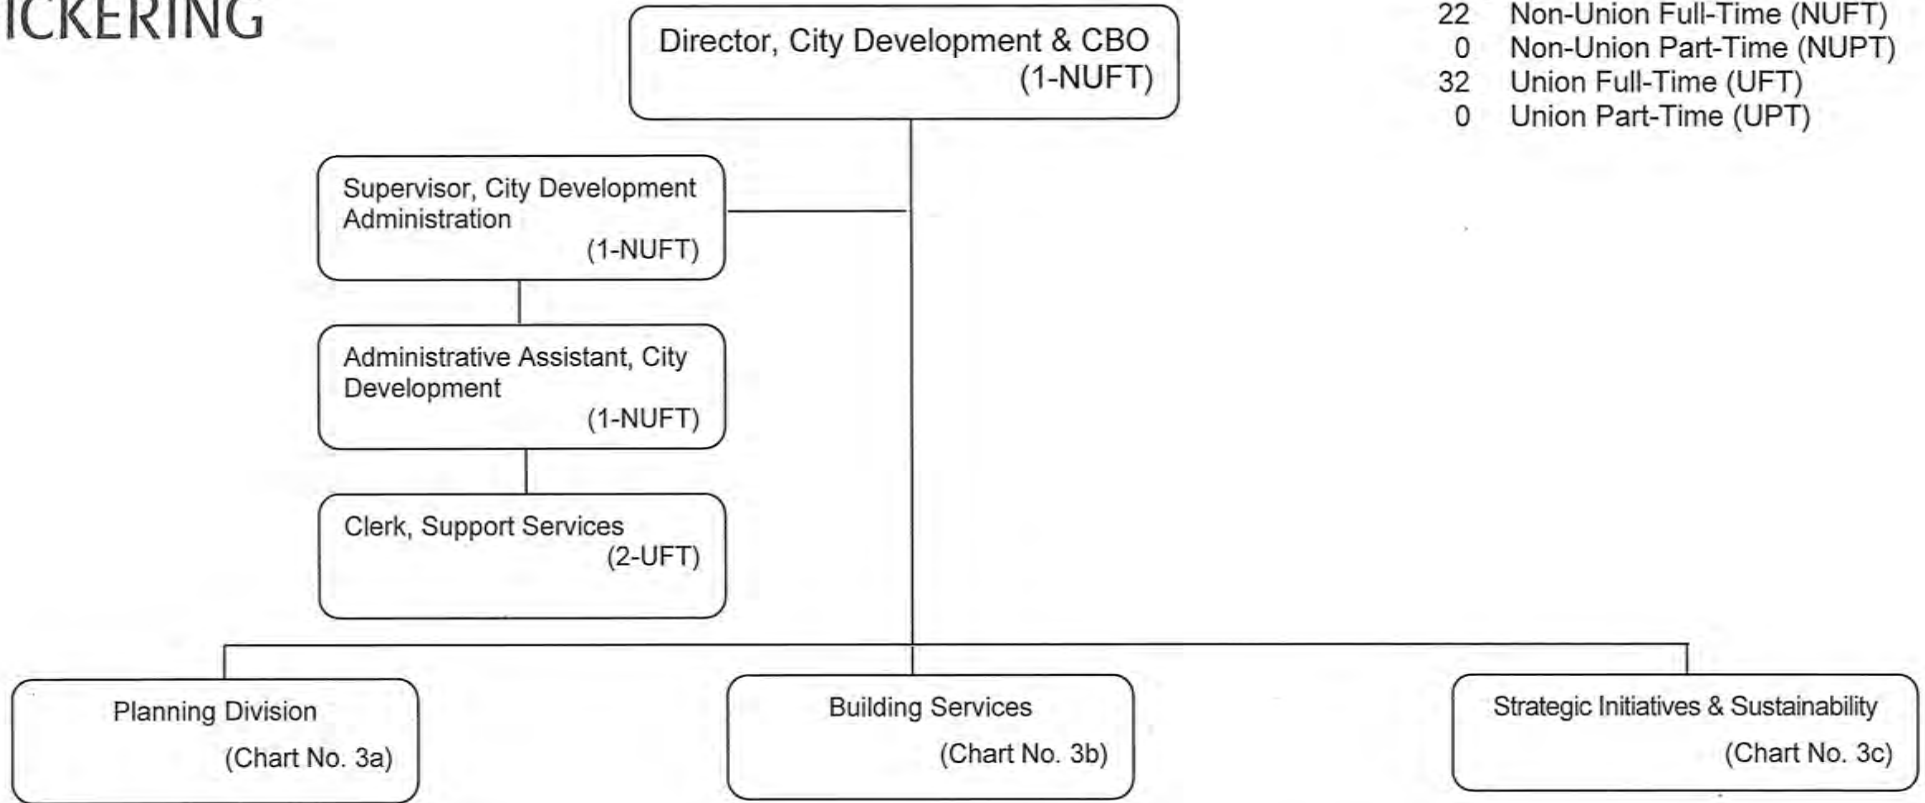 ICKERING
Director, City Development & CBO
(1-NUFT)
22 Non-Union Full-Time (NUFT)
0 Non-Union Part-Time (NUPT)
32 Union Full-Time (UFT)
0 Union Part-Time (UPT)
Supervisor, City Development
Administration
(1-NUFT)
Administrative Assistant, City
Development
(1-NUFT)
Clerk, Support Services
(2-UFT)
Planning Division
(Chart No. 3a)
Building Services
(Chart No. 3b)
Strategic Initiatives & Sustainability
(Chart No. 3c)